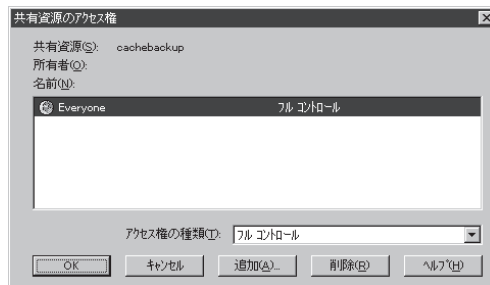 共有資源のアクセス権
共有資源(S): cachebackup
所有者(O):
名前(N):
Everyone フル コントロール
アクセス権の種類(T): フル コントロール
OK キャンセル 追加(A)... 削除(R) ヘルプ(H)